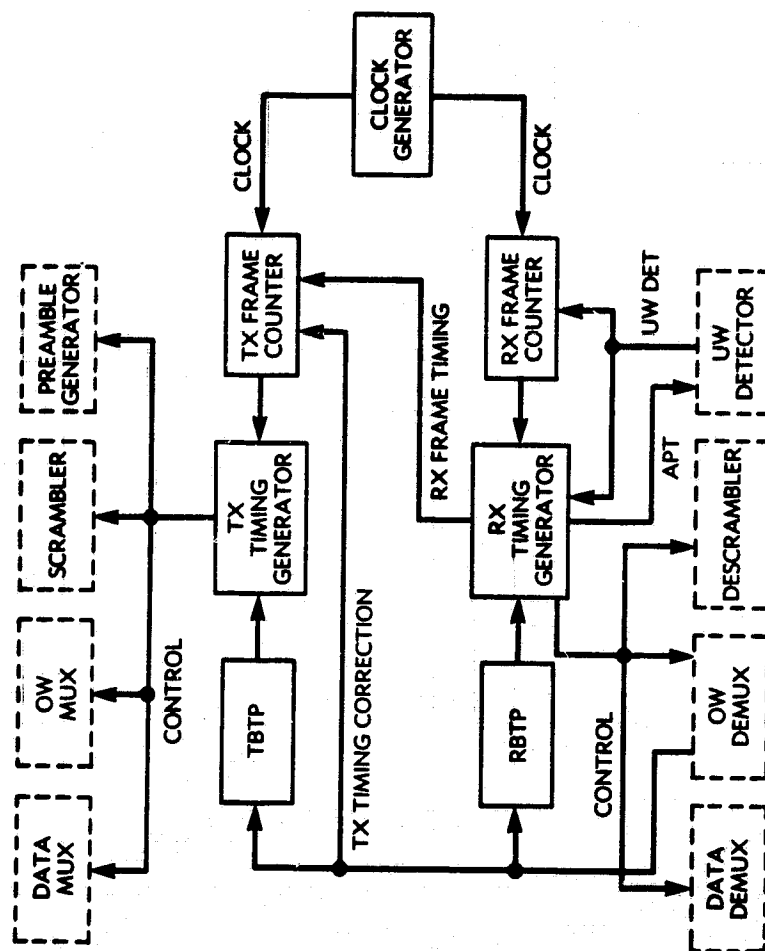 DATA
MUX
OW
MUX
SCRAMBLER
PREAMBLE
GENERATOR
CONTROL
TBTP
TX
TIMING
GENERATOR
TX FRAME
COUNTER
CLOCK
TX TIMING CORRECTION
RX FRAME TIMING
CLOCK
GENERATOR
RBTP
RX
TIMING
GENERATOR
RX FRAME
COUNTER
CLOCK
CONTROL
APT
UW DET
DATA
DEMUX
OW
DEMUX
DESCRAMBLER
UW
DETECTOR